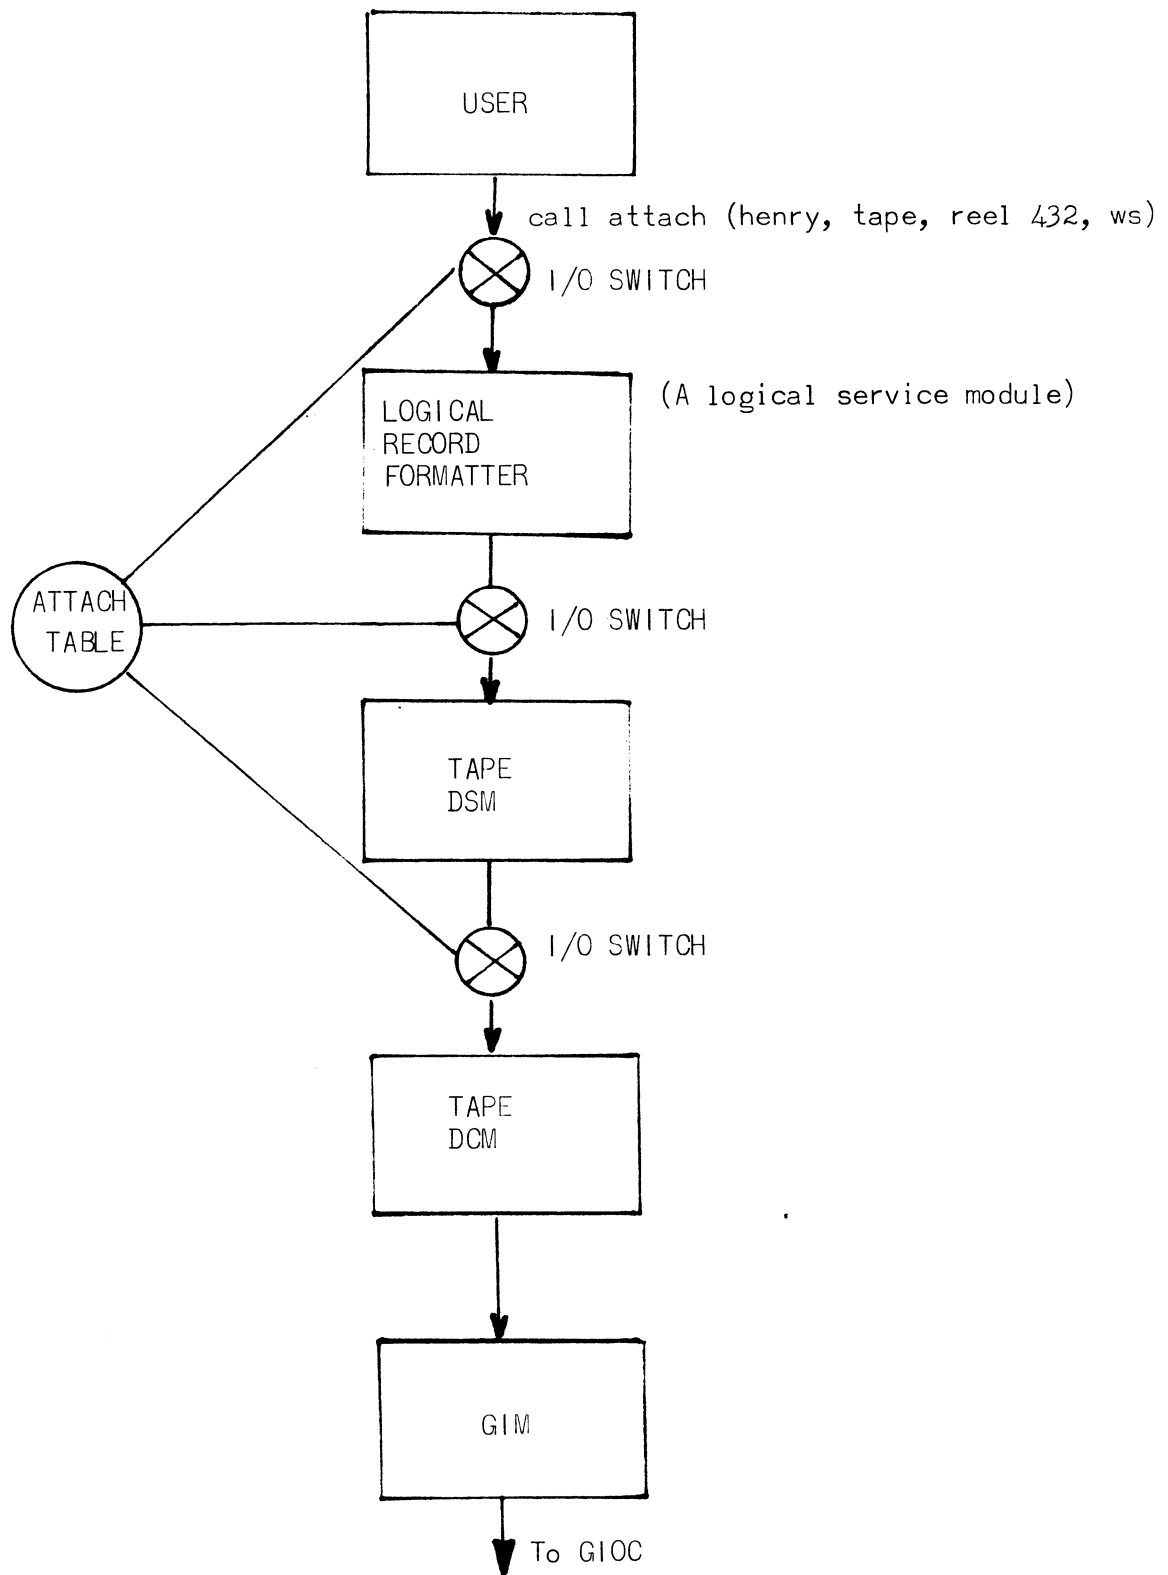 USER
call attach (henry, tape, reel 432, ws)
I/O SWITCH
(A logical service module)
LOGICAL
RECORD
FORMATTER
ATTACH
TABLE
I/O SWITCH
TAPE
DSM
I/O SWITCH
TAPE
DCM
GIM
To GIOC